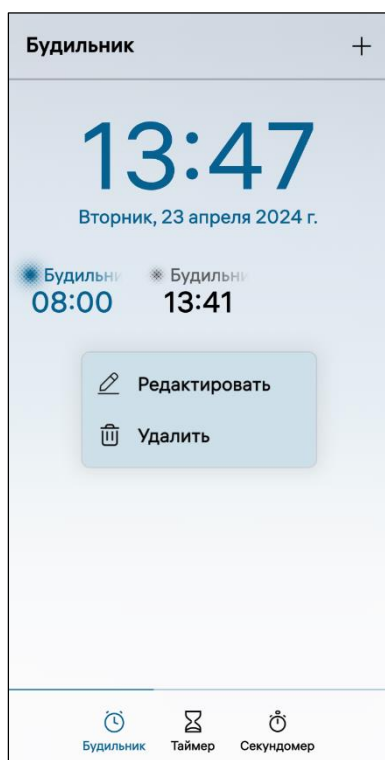 Будильник
13:47
Вторник, 23 апреля 2024 г.
Будильн Будильн
08:00 13:41
Редактировать
Удалить
Будильник Таймер Секундомер